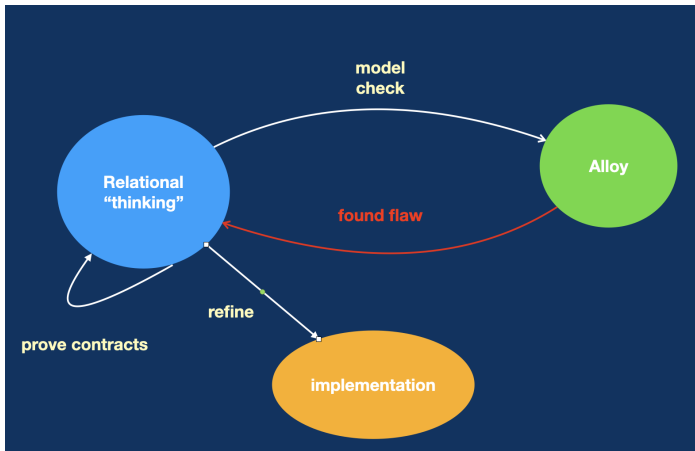 model
check
Alloy
Relational
“thinking”
found flaw
refine
prove contracts
implementation